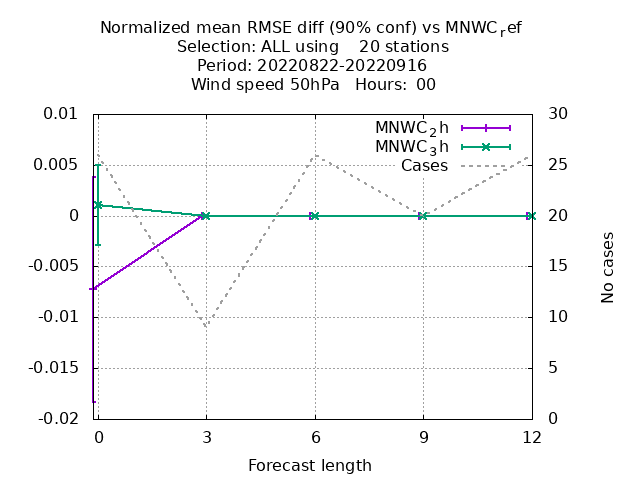 Normalized mean RMSE diff (90% conf) vs MNWC_ref
Selection: ALL using    20 stations
Period: 20220822-20220916
Wind speed 50hPa   Hours: 00
0.01
0.005
0
-0.005
-0.01
-0.015
-0.02
30
25
20
15
10
5
0
MNWC_2h
MNWC_3h
Cases
No cases
0 3 6 9 12
Forecast length